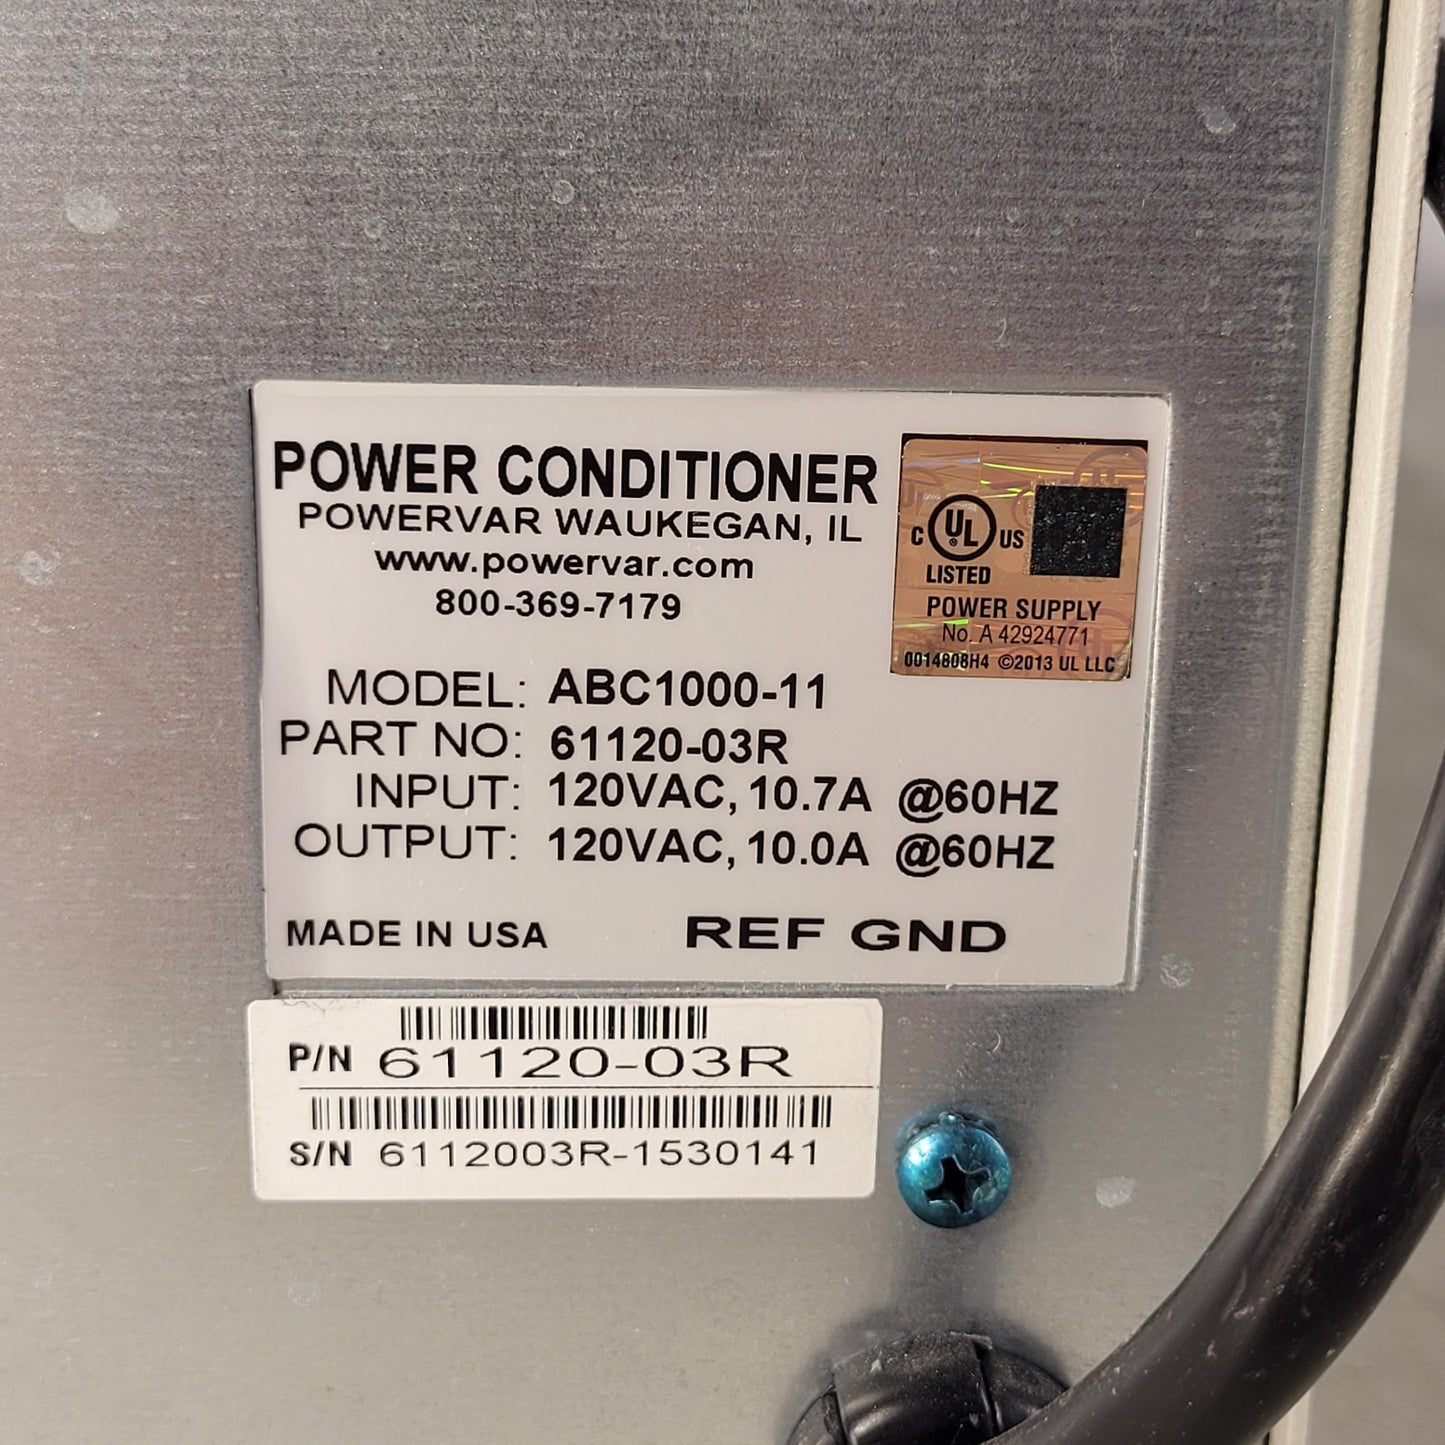 POWER CONDITIONER
POWERVAR WAUKEGAN, IL
www.powervar.com
800-369-7179
C UL ® US
LISTED
POWER SUPPLY
No. A 42924771
0014808H4 ©2013 UL LLC
MODEL: ABC1000-11
PART NO: 61120-03R
INPUT: 120VAC, 10.7A @60HZ
OUTPUT: 120VAC, 10.0A @60HZ
MADE IN USA REF GND
P/N 61120-03R
S/N 6112003R-1530141